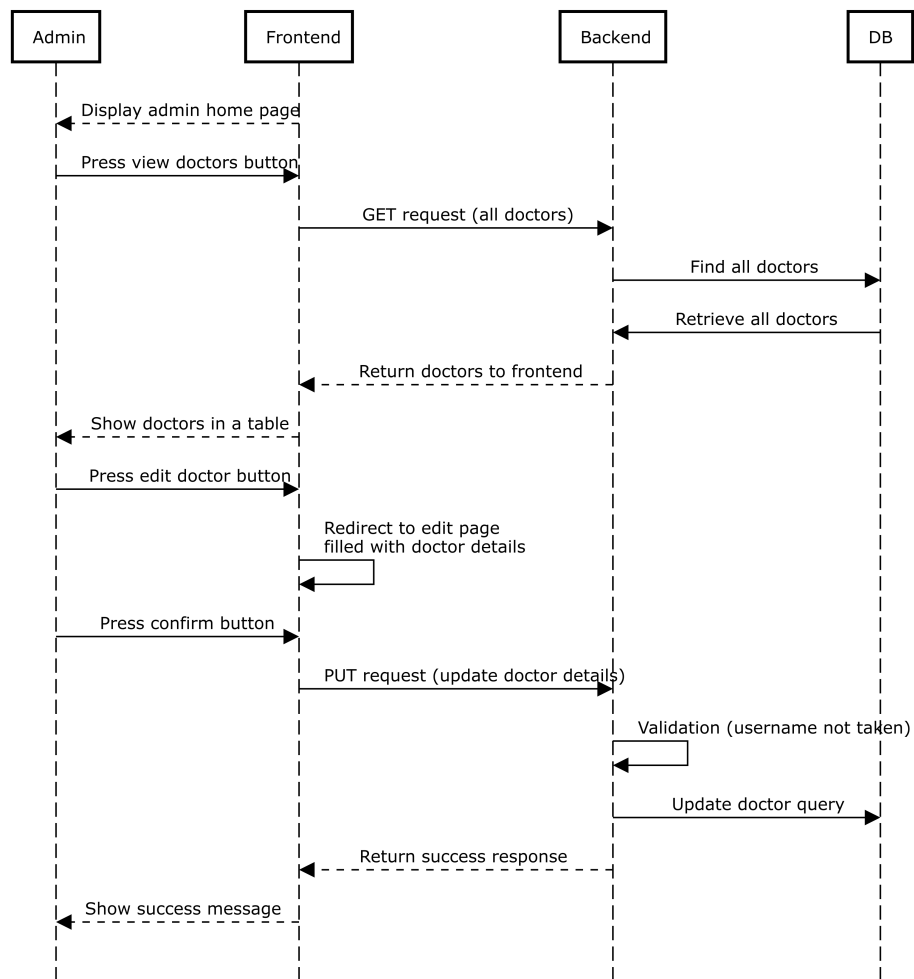 Admin
Frontend
Backend
DB
Display admin home page
Press view doctors button
GET request (all doctors)
Find all doctors
Retrieve all doctors
Return doctors to frontend
Show doctors in a table
Press edit doctor button
Redirect to edit page
filled with doctor details
Press confirm button
PUT request (update doctor details)
Validation (username not taken)
Update doctor query
Return success response
Show success message